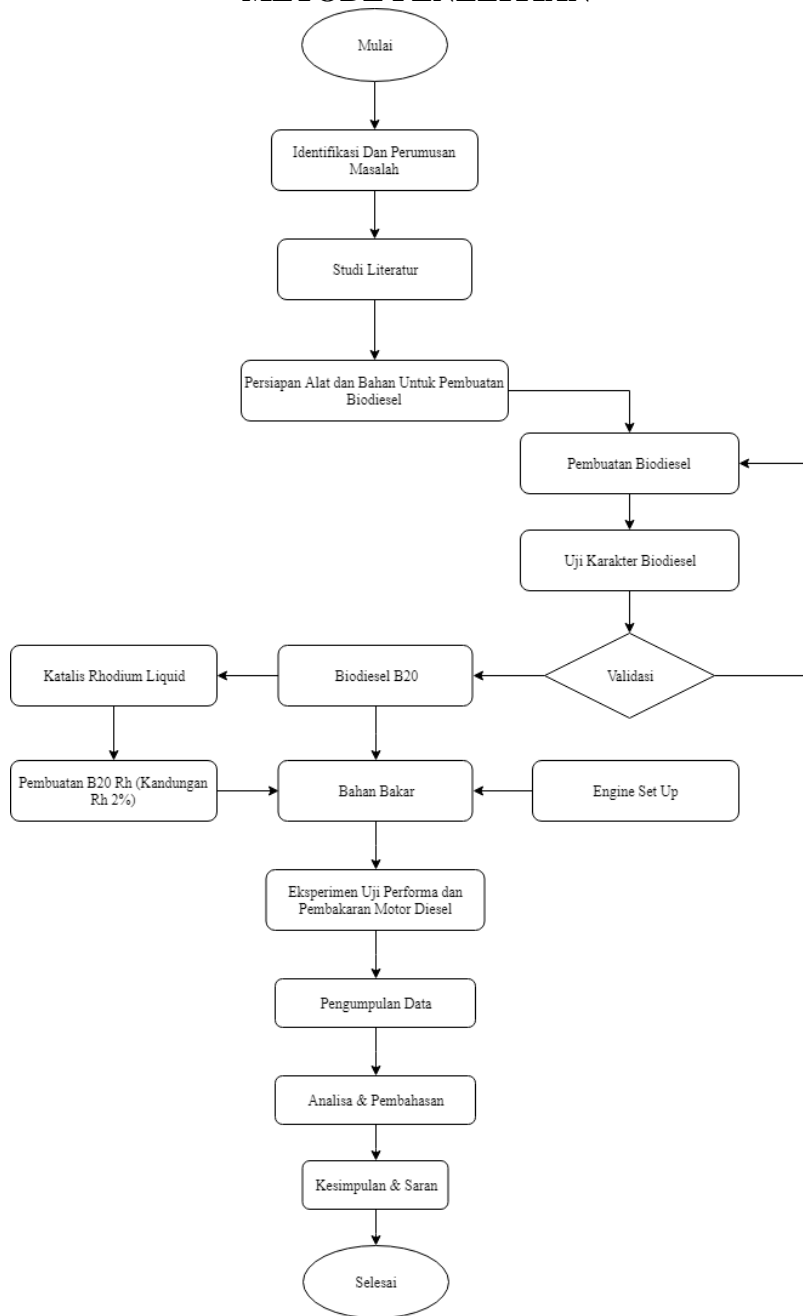 Mulai
Identifikasi Dan Perumusan
Masalah
Studi Literatur
Persiapan Alat dan Bahan Untuk Pembuatan
Biodiesel
Pembuatan Biodiesel
Uji Karakter Biodiesel
Katalis Rhodium Liquid
Biodiesel B20
Validasi
Pembuatan B20 Rh (Kandungan
Rh 2%)
Bahan Bakar
Engine Set Up
Eksperimen Uji Performa dan
Pembakaran Motor Diesel
Pengumpulan Data
Analisa & Pembahasan
Kesimpulan & Saran
Selesai